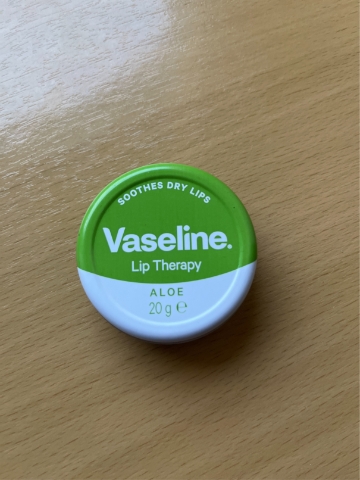 SOOTHES DRY LIPS
Vaseline.
Lip Therapy
ALOE
20 g ℮